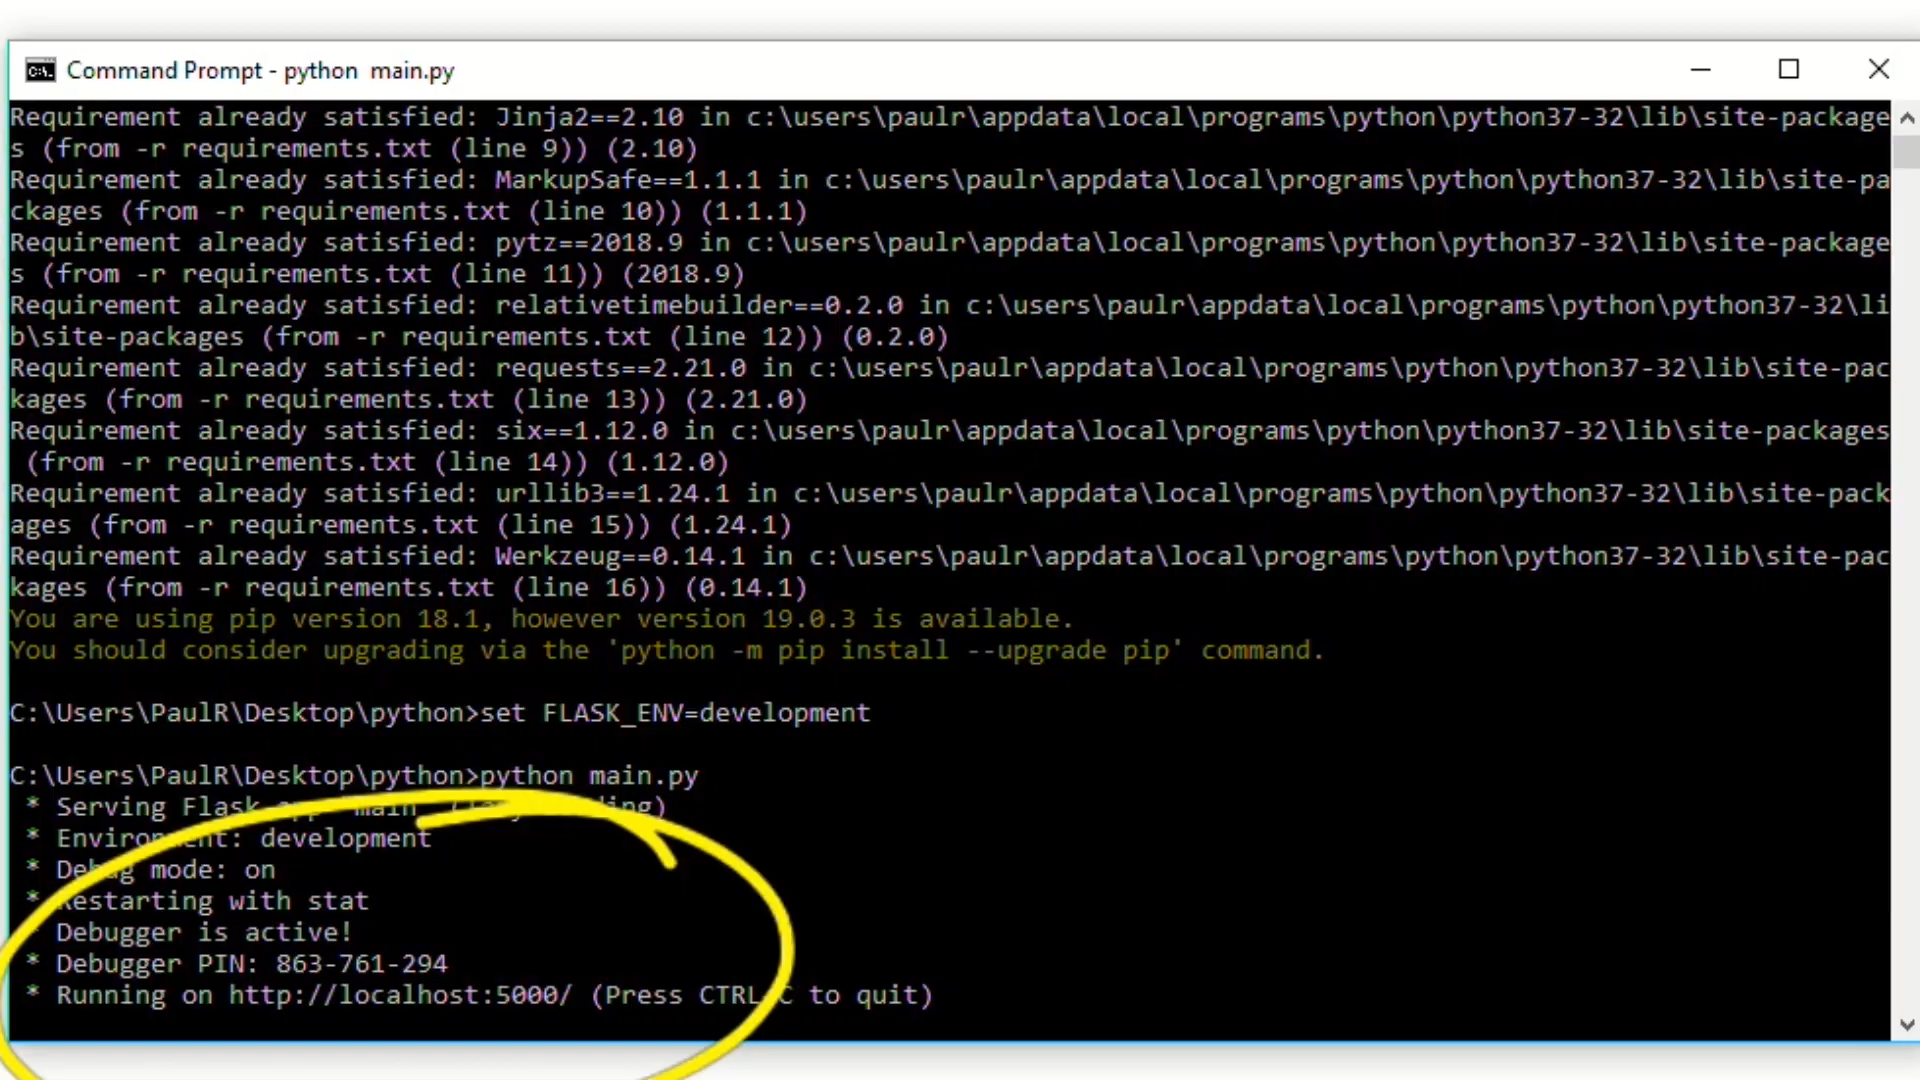 Command Prompt - python  main.py
Requirement already satisfied: Jinja2==2.10 in c:\users\paulr\appdata\local\programs\python\python37-32\lib\site-package
s (from -r requirements.txt (line 9)) (2.10)
Requirement already satisfied: MarkupSafe==1.1.1 in c:\users\paulr\appdata\local\programs\python\python37-32\lib\site-pa
ckages (from -r requirements.txt (line 10)) (1.1.1)
Requirement already satisfied: pytz==2018.9 in c:\users\paulr\appdata\local\programs\python\python37-32\lib\site-package
s (from -r requirements.txt (line 11)) (2018.9)
Requirement already satisfied: relativetimebuilder==0.2.0 in c:\users\paulr\appdata\local\programs\python\python37-32\li
b\site-packages (from -r requirements.txt (line 12)) (0.2.0)
Requirement already satisfied: requests==2.21.0 in c:\users\paulr\appdata\local\programs\python\python37-32\lib\site-pac
kages (from -r requirements.txt (line 13)) (2.21.0)
Requirement already satisfied: six==1.12.0 in c:\users\paulr\appdata\local\programs\python\python37-32\lib\site-packages
 (from -r requirements.txt (line 14)) (1.12.0)
Requirement already satisfied: urllib3==1.24.1 in c:\users\paulr\appdata\local\programs\python\python37-32\lib\site-pack
ages (from -r requirements.txt (line 15)) (1.24.1)
Requirement already satisfied: Werkzeug==0.14.1 in c:\users\paulr\appdata\local\programs\python\python37-32\lib\site-pac
kages (from -r requirements.txt (line 16)) (0.14.1)
You are using pip version 18.1, however version 19.0.3 is available.
You should consider upgrading via the 'python -m pip install --upgrade pip' command.
C:\Users\PaulR\Desktop\python>set FLASK_ENV=development
C:\Users\PaulR\Desktop\python>python main.py
* Serving Flask app "main"
* Environment: development
* Debug mode: on
* Restarting with stat
Debugger is active!
* Debugger PIN: 863-761-294
* Running on http://localhost:5000/ (Press CTRL+C to quit)